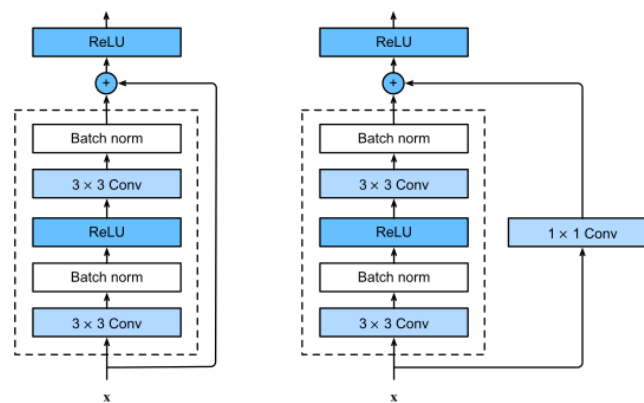 ReLU
+
Batch norm
3 × 3 Conv
ReLU
Batch norm
3 × 3 Conv
x
ReLU
+
Batch norm
3 × 3 Conv
ReLU
1 × 1 Conv
Batch norm
3 × 3 Conv
x